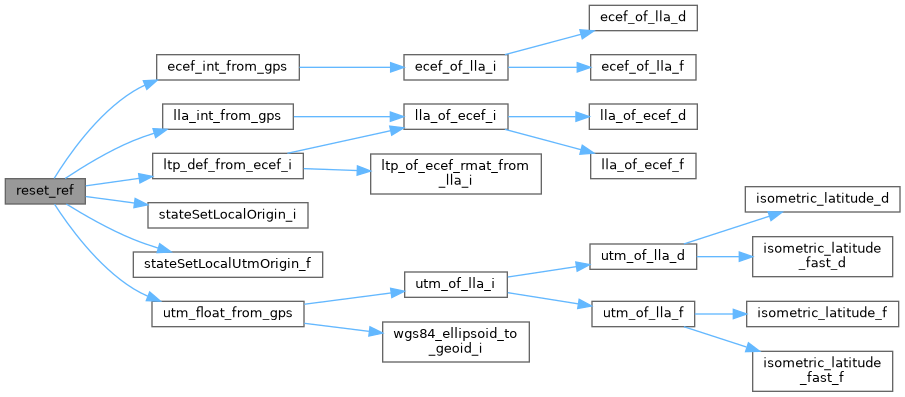 reset_ref
ecef_int_from_gps
lla_int_from_gps
ltp_def_from_ecef_i
stateSetLocalOrigin_i
stateSetLocalUtmOrigin_f
utm_float_from_gps
ecef_of_lla_i
lla_of_ecef_i
ltp_of_ecef_rmat_from
_lla_i
utm_of_lla_i
wgs84_ellipsoid_to
_geoid_i
ecef_of_lla_d
ecef_of_lla_f
lla_of_ecef_d
lla_of_ecef_f
utm_of_lla_d
utm_of_lla_f
isometric_latitude_d
isometric_latitude
_fast_d
isometric_latitude_f
isometric_latitude
_fast_f